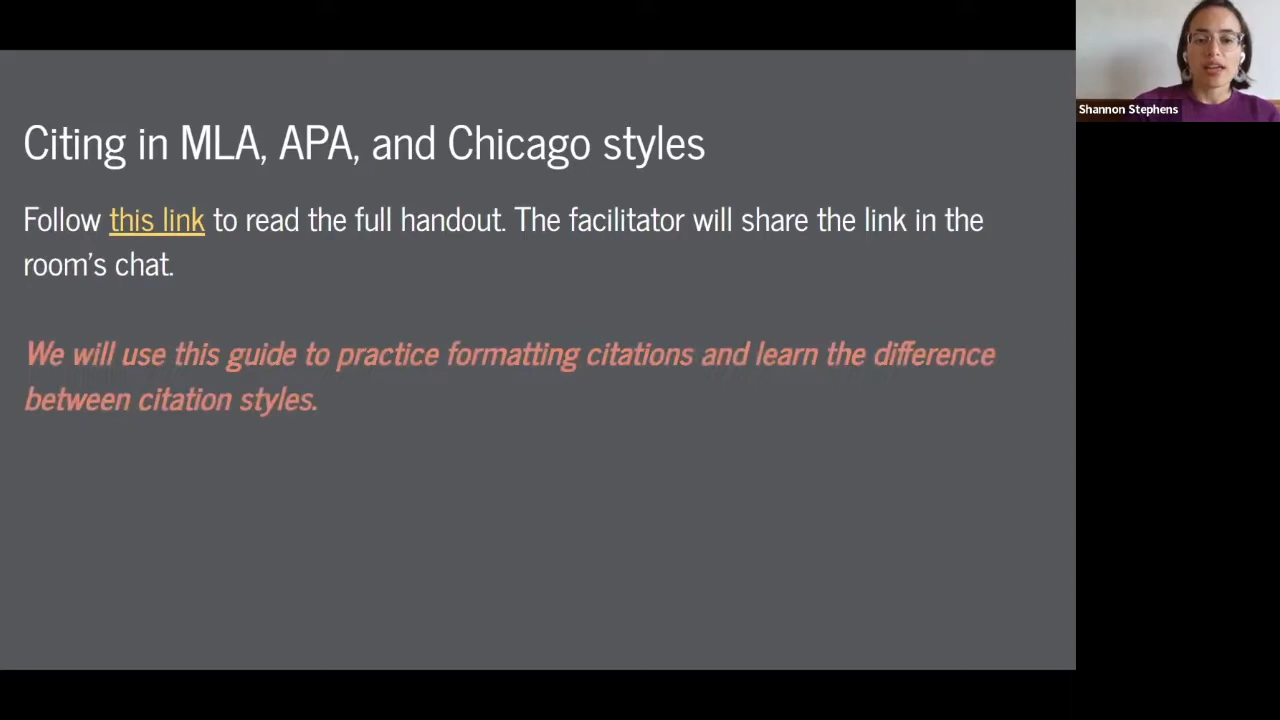 Shannon Stephens
Citing in MLA, APA, and Chicago styles
Follow this link to read the full handout. The facilitator will share the link in the
room’s chat.
We will use this guide to practice formatting citations and learn the difference
between citation styles.